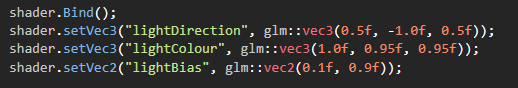 shader.Bind();
shader.setVec3("lightDirection", glm::vec3(0.5f, -1.0f, 0.5f));
shader.setVec3("lightColour", glm::vec3(1.0f, 0.95f, 0.95f));
shader.setVec2("lightBias", glm::vec2(0.1f, 0.9f));